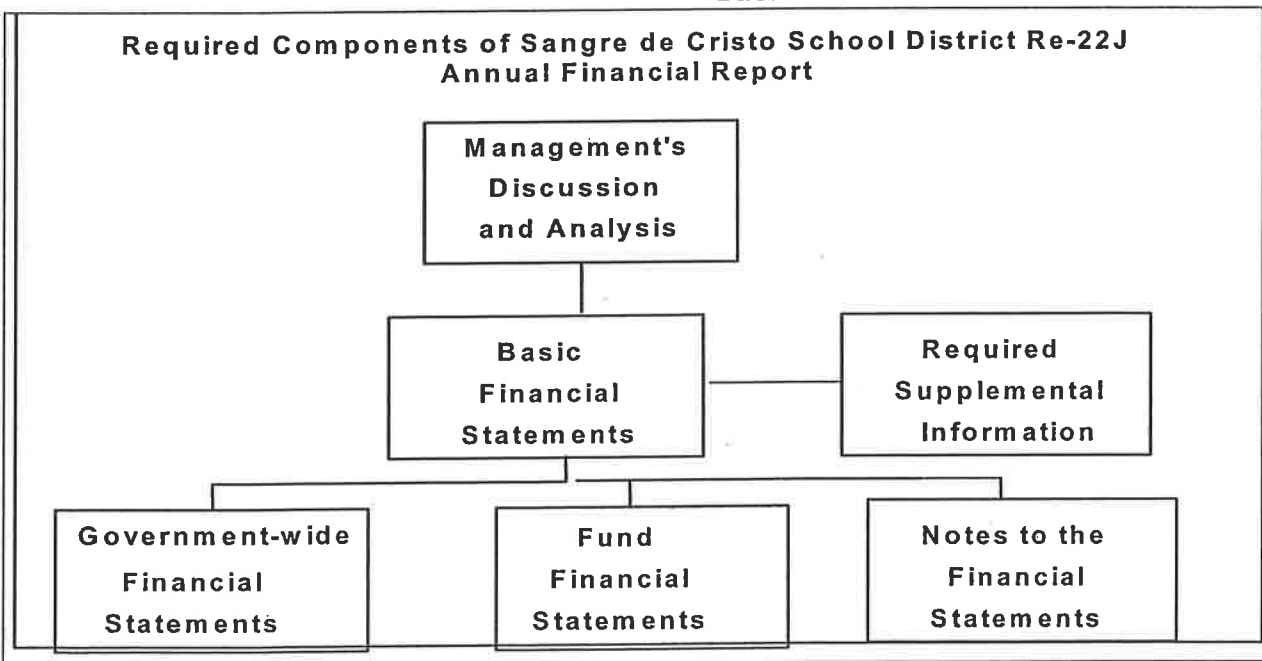 Required Components of Sangre de Cristo School District Re-22J
Annual Financial Report
Management's
Discussion
and Analysis
Basic
Financial
Statements
Required
Supplemental
Information
Government-wide
Financial
Statements
Fund
Financial
Statements
Notes to the
Financial
Statements